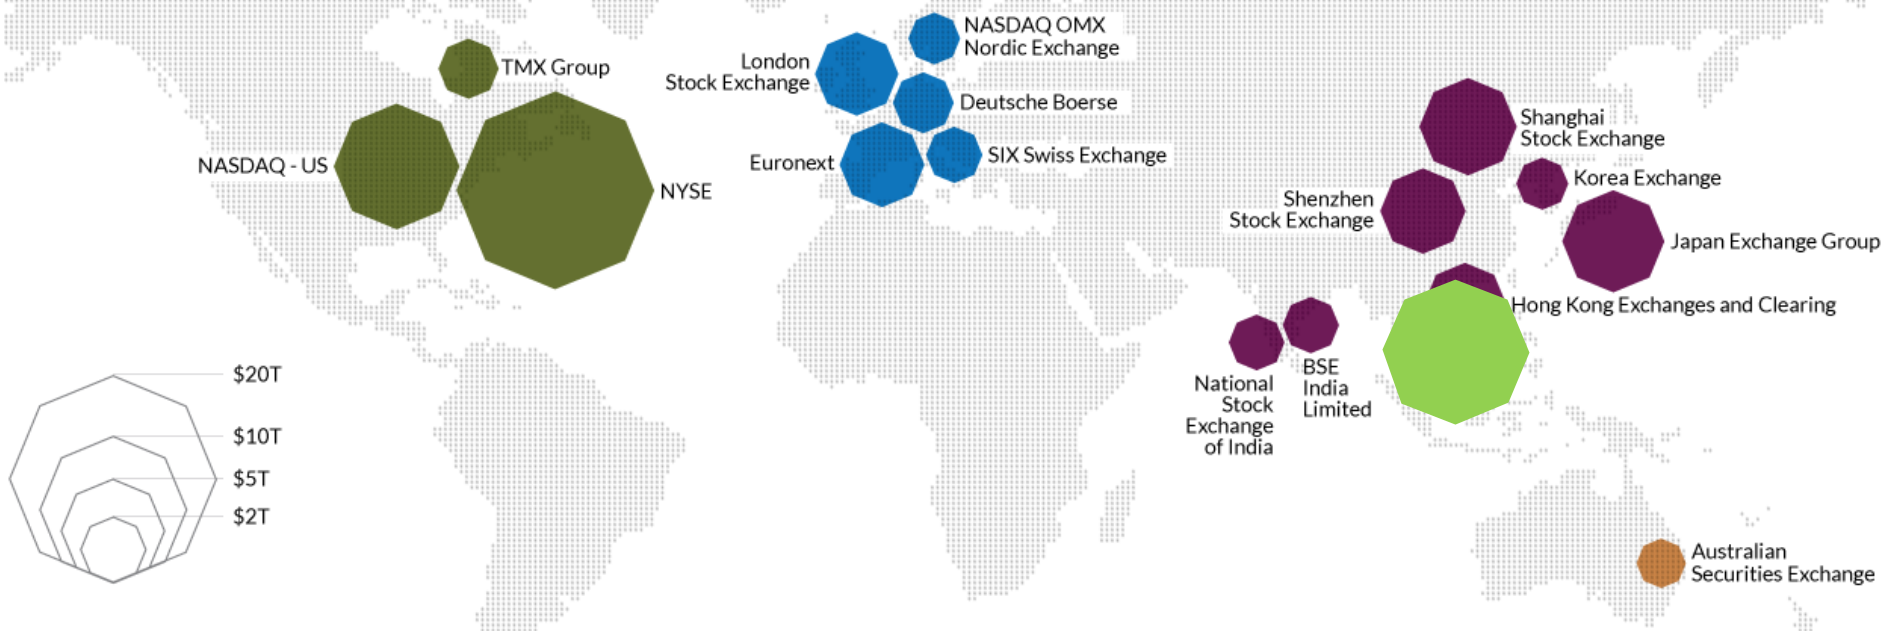 NASDAQ OMX
Nordic Exchange
London
Stock Exchange
TMX Group
Deutsche Boerse
Shanghai
Stock Exchange
NASDAQ - US
Euronext
SIX Swiss Exchange
NYSE
Korea Exchange
Shenzhen
Stock Exchange
Japan Exchange Group
Hong Kong Exchanges and Clearing
National
Stock
Exchange
of India
BSE
India
Limited
$20T
$10T
$5T
$2T
Australian
Securities Exchange